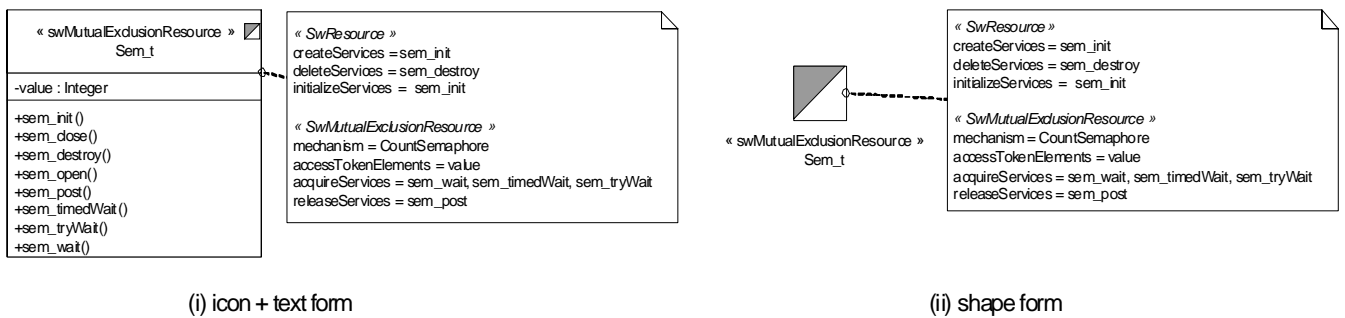 « swMutualExclusionResource »
Sem_t
-value : Integer
+sem_init()
+sem_close()
+sem_destroy()
+sem_open()
+sem_post()
+sem_timedWait()
+sem_tryWait()
+sem_wait()
« SwResource »
createServices = sem_init
deleteServices = sem_destroy
initializeServices = sem_init
« SwMutualExclusionResource »
mechanism = CountSemaphore
accessTokenElements = value
acquireServices = sem_wait, sem_timedWait, sem_tryWait
releaseServices = sem_post
(i) icon + text form
« swMutualExclusionResource »
Sem_t
« SwResource »
createServices = sem_init
deleteServices = sem_destroy
initializeServices = sem_init
« SwMutualExclusionResource »
mechanism = CountSemaphore
accessTokenElements = value
acquireServices = sem_wait, sem_timedWait, sem_tryWait
releaseServices = sem_post
(ii) shape form